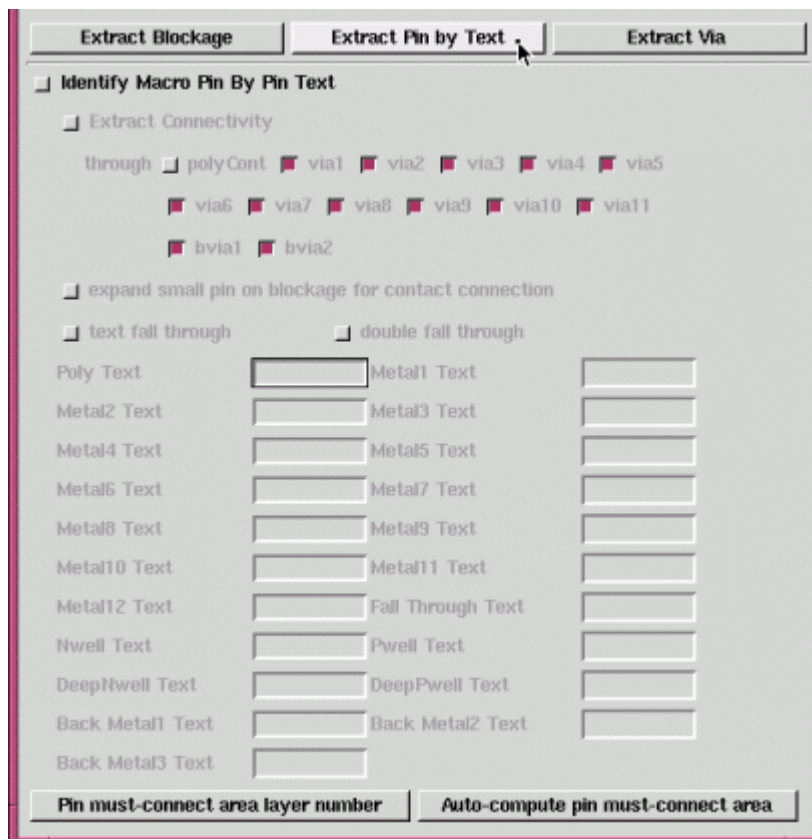 Extract Blockage Extract Pin by Text Extract Via
Identify Macro Pin By Pin Text
Extract Connectivity
through polyCont via1 via2 via3 via4 via5
via6 via7 via8 via9 via10 via11
bvia1 bvia2
expand small pin on blockage for contact connection
text fall through double fall through
Poly Text Metal1 Text
Metal2 Text Metal3 Text
Metal4 Text Metal5 Text
Metal6 Text Metal7 Text
Metal8 Text Metal9 Text
Metal10 Text Metal11 Text
Metal12 Text Fall Through Text
Nwell Text Pwell Text
DeepNwell Text DeepPwell Text
Back Metal1 Text Back Metal2 Text
Back Metal3 Text
Pin must-connect area layer number Auto-compute pin must-connect area